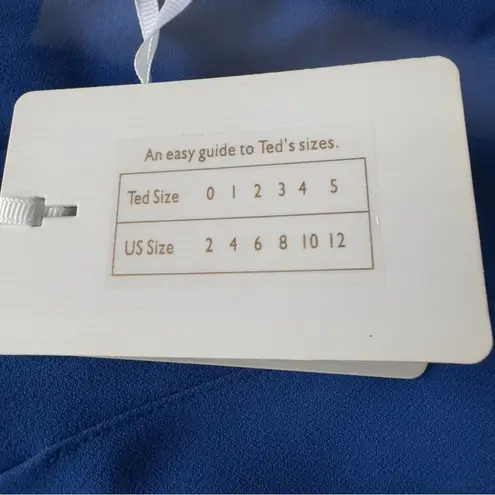 An easy guide to Ted's sizes.
Ted Size 0 1 2 3 4 5
US Size 2 4 6 8 10 12